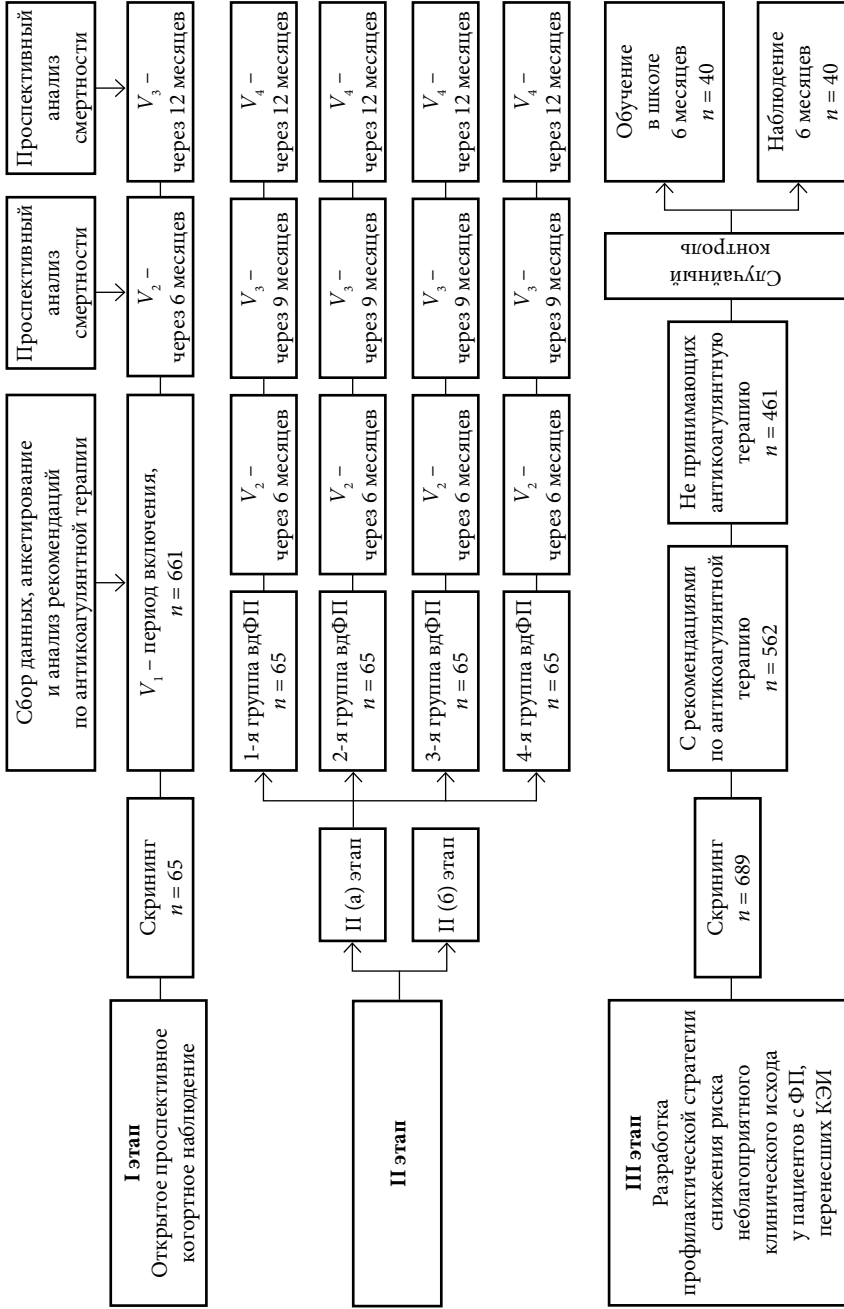 I этап
Открытое проспективное
когортное наблюдение
Скрининг
n = 65
Сбор данных, анкетирование
и анализ рекомендаций
по антикоагулянтной терапии
V1 – период включения,
n = 661
Проспективный
анализ
смертности
V2 –
через 6 месяцев
Проспективный
анализ
смертности
V3 –
через 12 месяцев
II этап
II (а) этап
II (б) этап
1-я группа вдФП
n = 65
V2 –
через 6 месяцев
V3 –
через 9 месяцев
V4 –
через 12 месяцев
2-я группа вдФП
n = 65
V2 –
через 6 месяцев
V3 –
через 9 месяцев
V4 –
через 12 месяцев
3-я группа вдФП
n = 65
V2 –
через 6 месяцев
V3 –
через 9 месяцев
V4 –
через 12 месяцев
4-я группа вдФП
n = 65
V2 –
через 6 месяцев
V3 –
через 9 месяцев
V4 –
через 12 месяцев
III этап
Разработка
профилактической стратегии
снижения риска
неблагоприятного
клинического исхода
у пациентов с ФП,
перенесших КЭИ
Скрининг
n = 689
С рекомендациями
по антикоагулянтной
терапию
n = 562
Не принимающих
антикоагулянтную
терапию
n = 461
Случайный
контроль
Обучение
в школе
6 месяцев
n = 40
Наблюдение
6 месяцев
n = 40